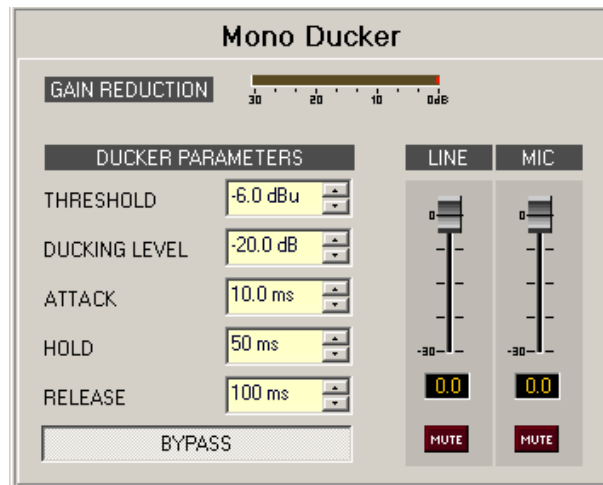 Mono Ducker
GAIN REDUCTION
30 20 10 0dB
DUCKER PARAMETERS
THRESHOLD -6.0 dBu
DUCKING LEVEL -20.0 dB
ATTACK 10.0 ms
HOLD 50 ms
RELEASE 100 ms
BYPASS
LINE MIC
0 0
-30 -30
0.0 0.0
MUTE MUTE